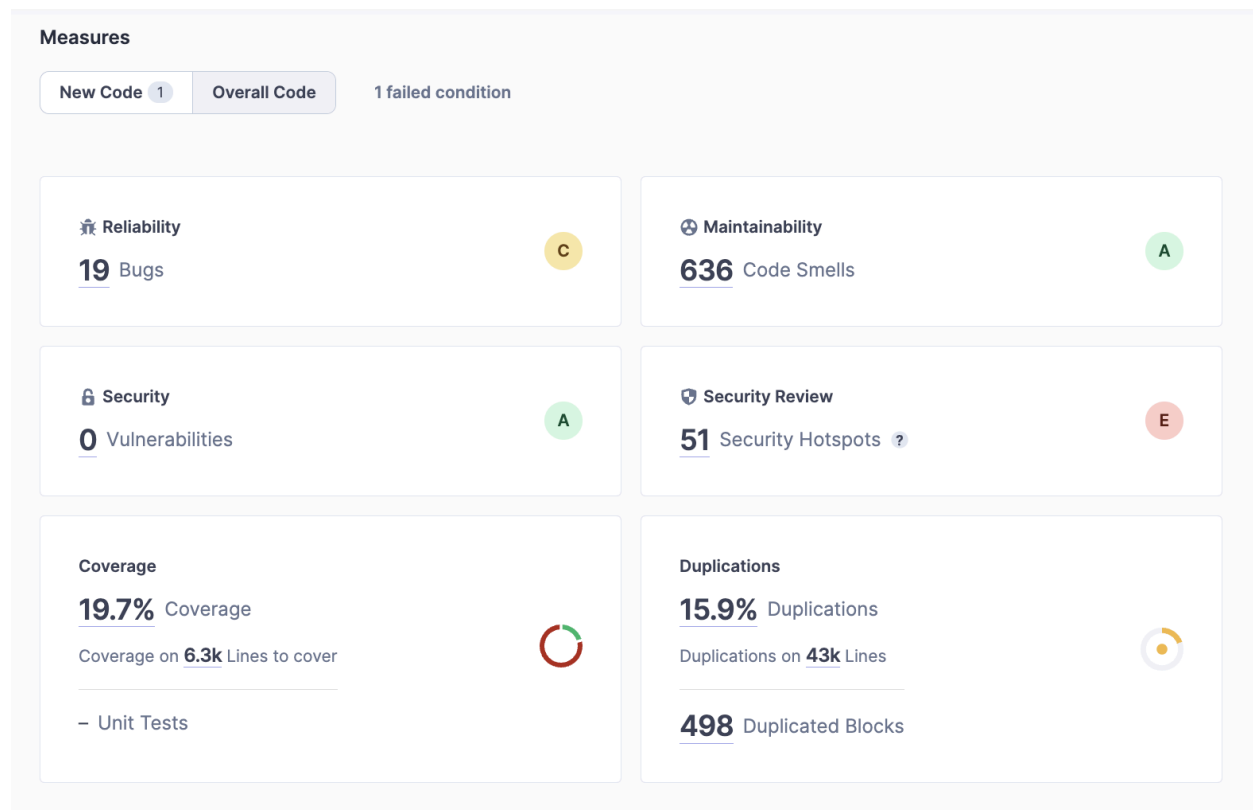 Measures
New Code 1 Overall Code 1 failed condition
Reliability
19 Bugs
C
Maintainability
636 Code Smells
A
Security
0 Vulnerabilities
A
Security Review
51 Security Hotspots ?
E
Coverage
19.7% Coverage
Coverage on 6.3k Lines to cover
– Unit Tests
Duplications
15.9% Duplications
Duplications on 43k Lines
498 Duplicated Blocks